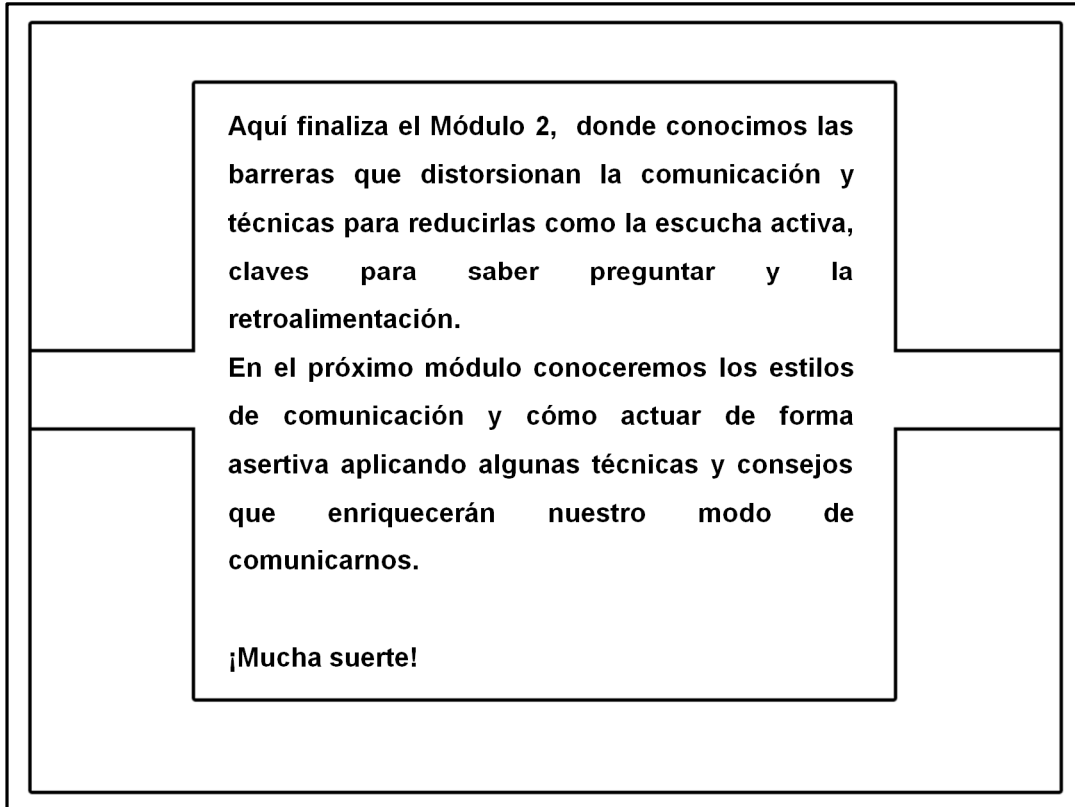 Aquí finaliza el Módulo 2, donde conocimos las
barreras que distorsionan la comunicación y
técnicas para reducirlas como la escucha activa,
claves para saber preguntar y la
retroalimentación.
En el próximo módulo conoceremos los estilos
de comunicación y cómo actuar de forma
asertiva aplicando algunas técnicas y consejos
que enriquecerán nuestro modo de
comunicarnos.
¡Mucha suerte!